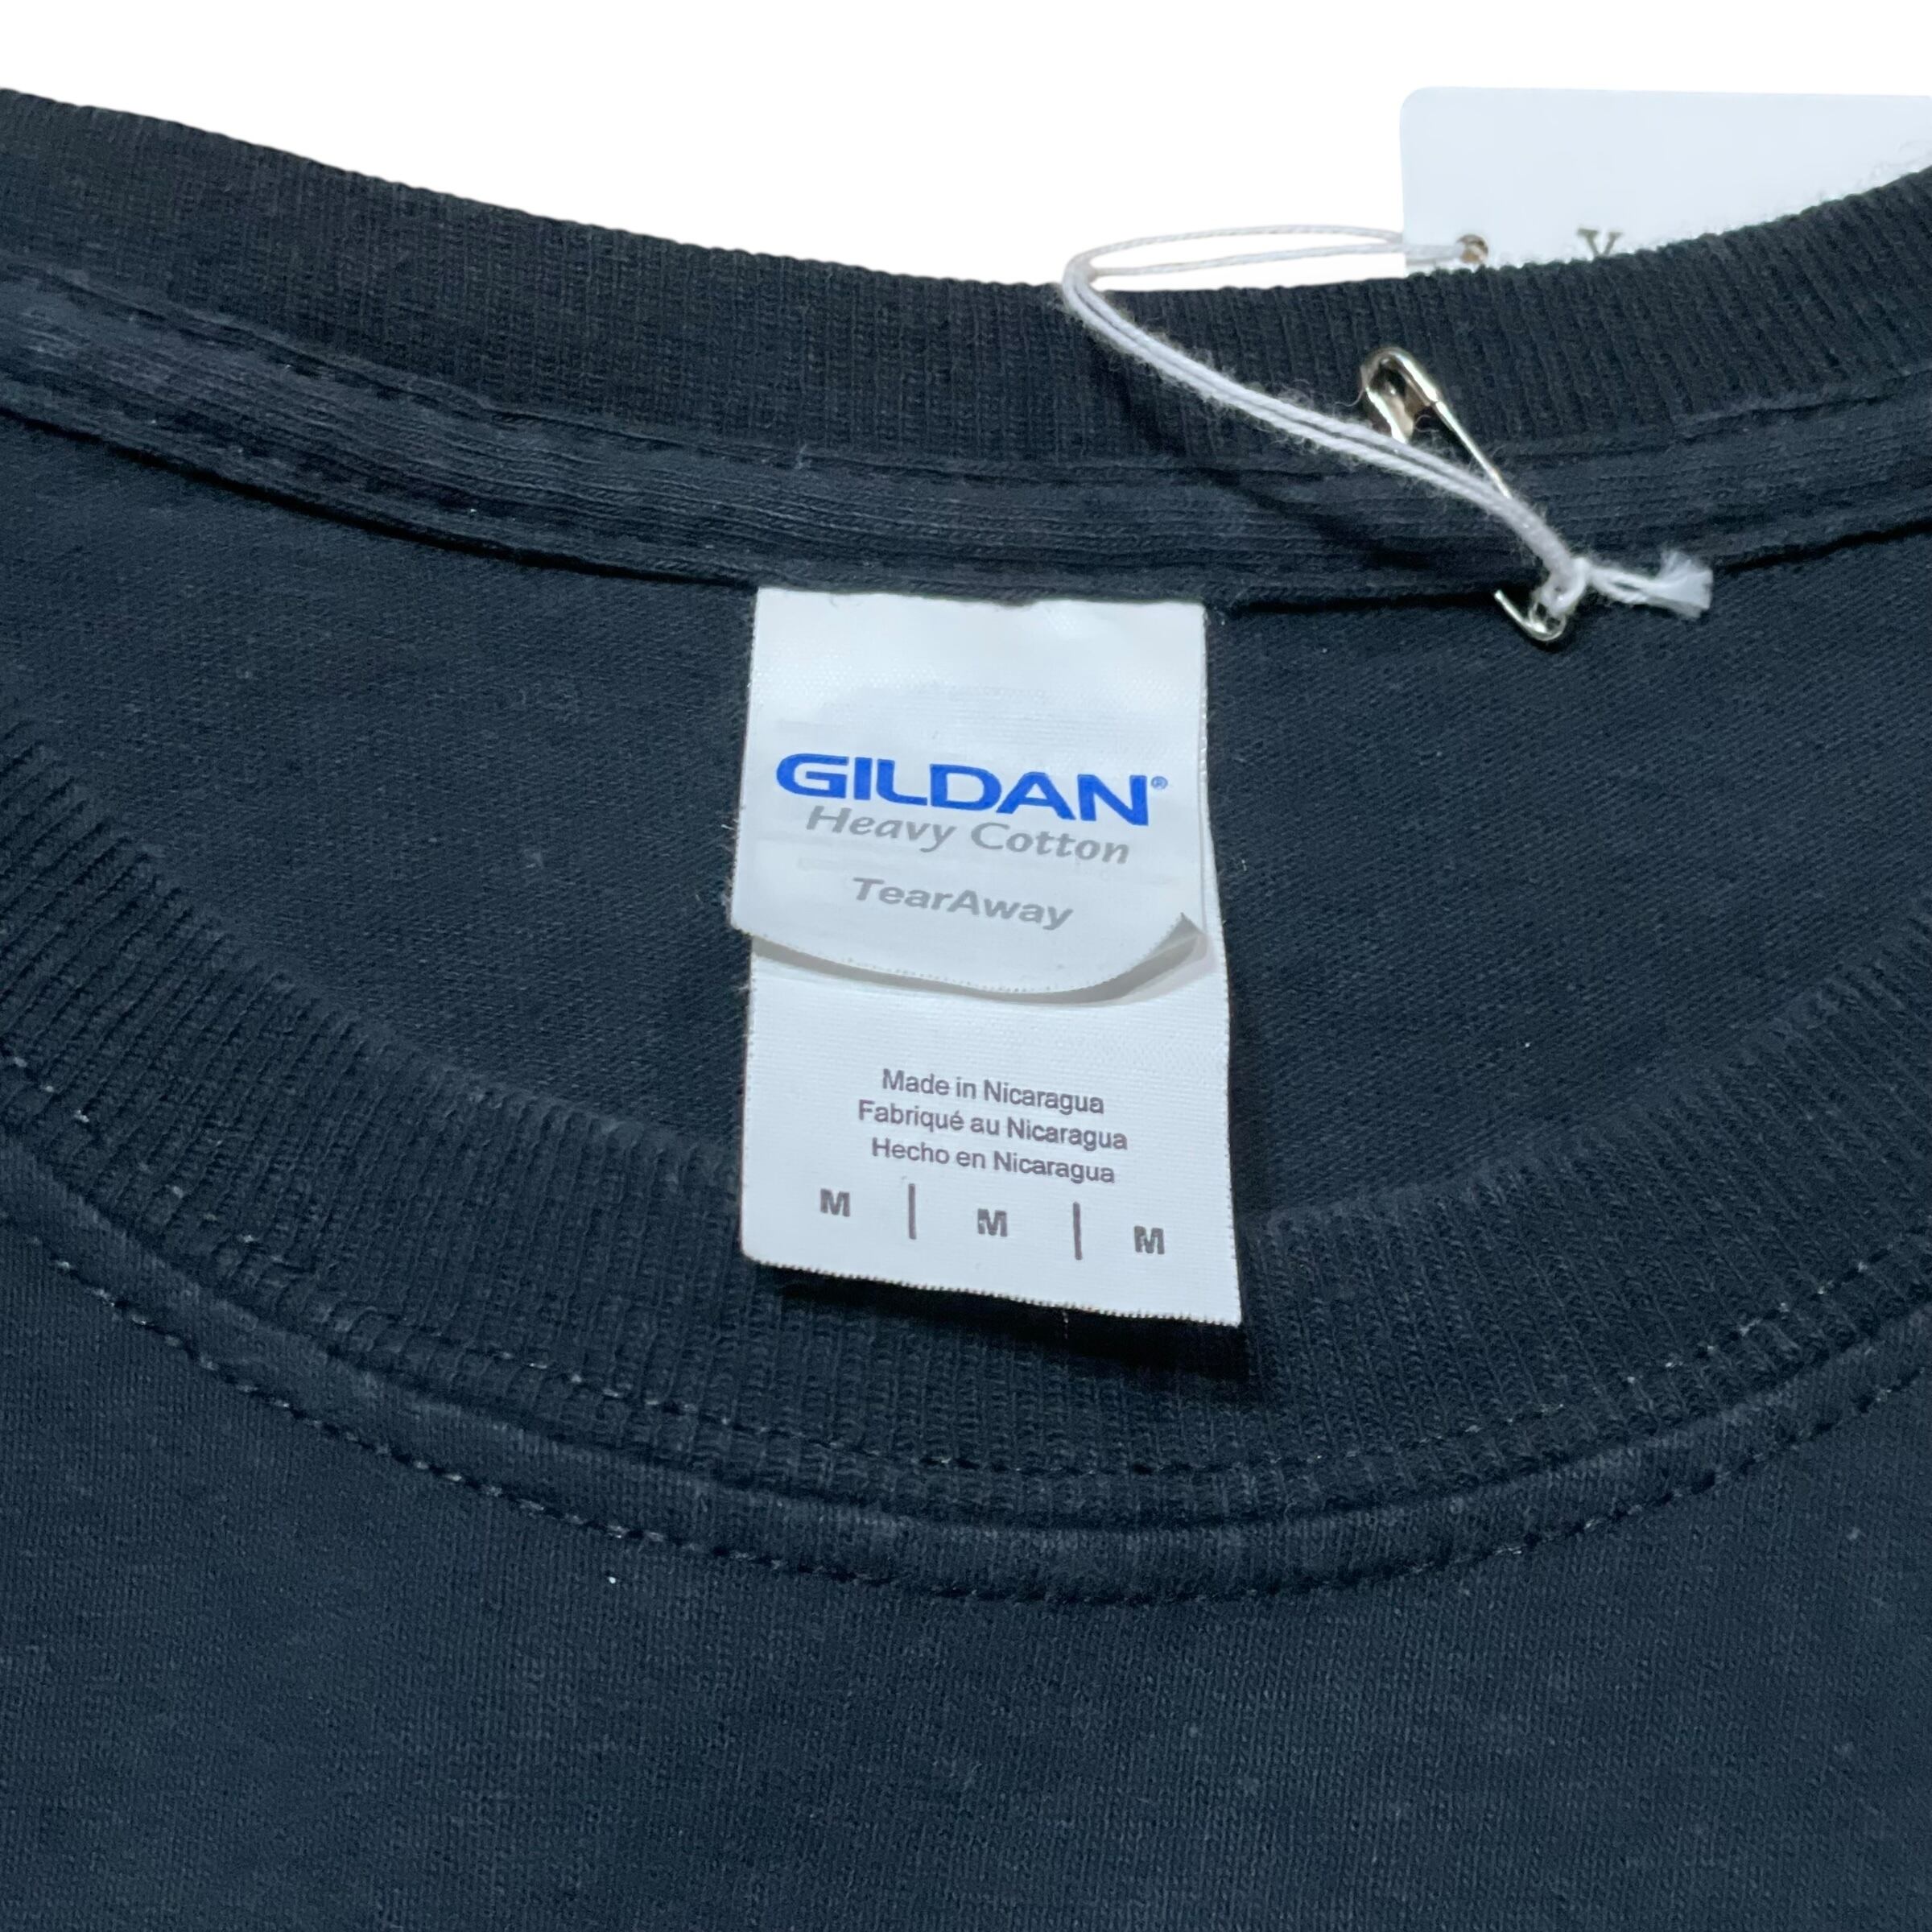 GILDAN®
Heavy Cotton
TearAway
Made in Nicaragua
Fabriqué au Nicaragua
Hecho en Nicaragua
M | M | M